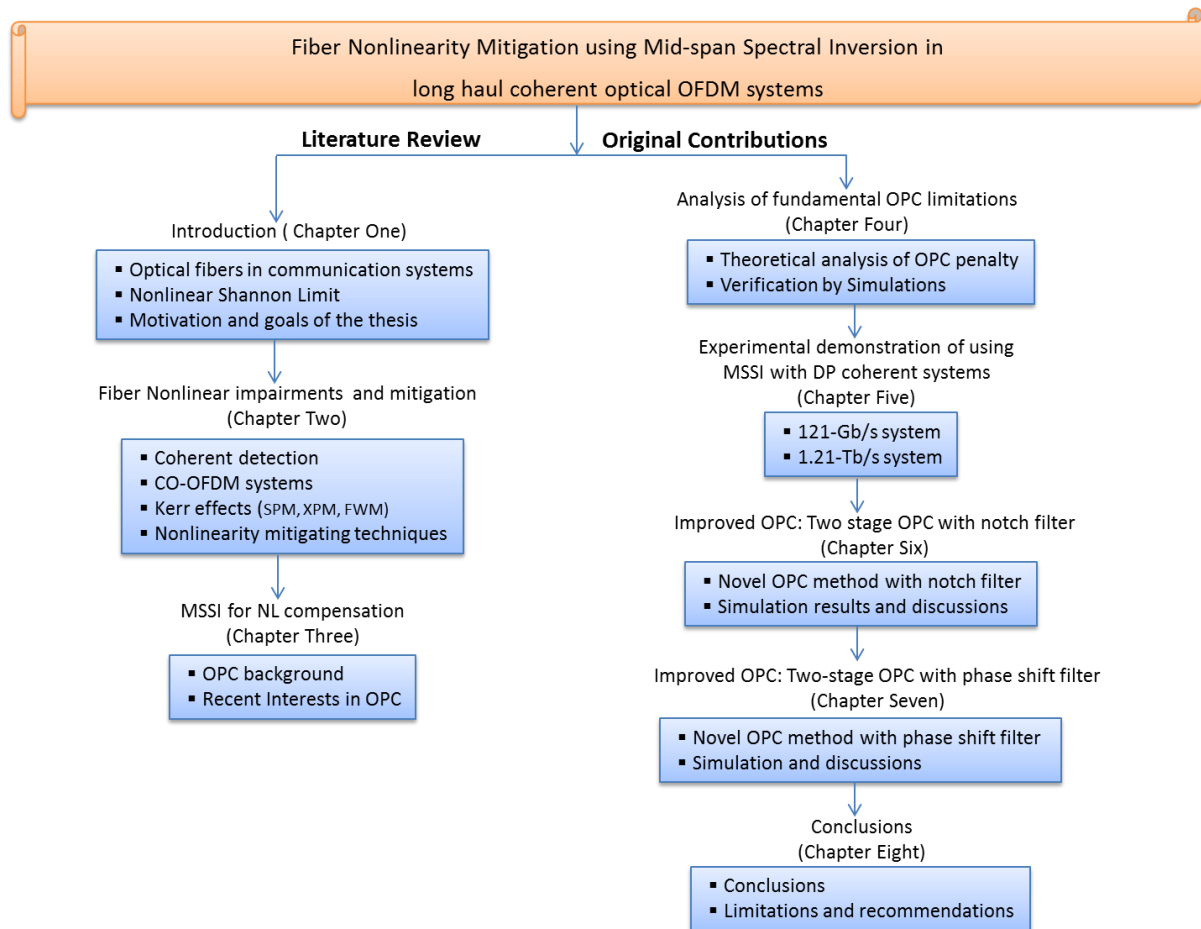 Fiber Nonlinearity Mitigation using Mid-span Spectral Inversion in
long haul coherent optical OFDM systems
Literature Review
Original Contributions
Introduction ( Chapter One)
▪ Optical fibers in communication systems
▪ Nonlinear Shannon Limit
▪ Motivation and goals of the thesis
Fiber Nonlinear impairments and mitigation
(Chapter Two)
▪ Coherent detection
▪ CO-OFDM systems
▪ Kerr effects (SPM, XPM, FWM)
▪ Nonlinearity mitigating techniques
MSSI for NL compensation
(Chapter Three)
▪ OPC background
▪ Recent Interests in OPC
Analysis of fundamental OPC limitations
(Chapter Four)
▪ Theoretical analysis of OPC penalty
▪ Verification by Simulations
Experimental demonstration of using
MSSI with DP coherent systems
(Chapter Five)
▪ 121-Gb/s system
▪ 1.21-Tb/s system
Improved OPC: Two stage OPC with notch filter
(Chapter Six)
▪ Novel OPC method with notch filter
▪ Simulation results and discussions
Improved OPC: Two-stage OPC with phase shift filter
(Chapter Seven)
▪ Novel OPC method with phase shift filter
▪ Simulation and discussions
Conclusions
(Chapter Eight)
▪ Conclusions
▪ Limitations and recommendations